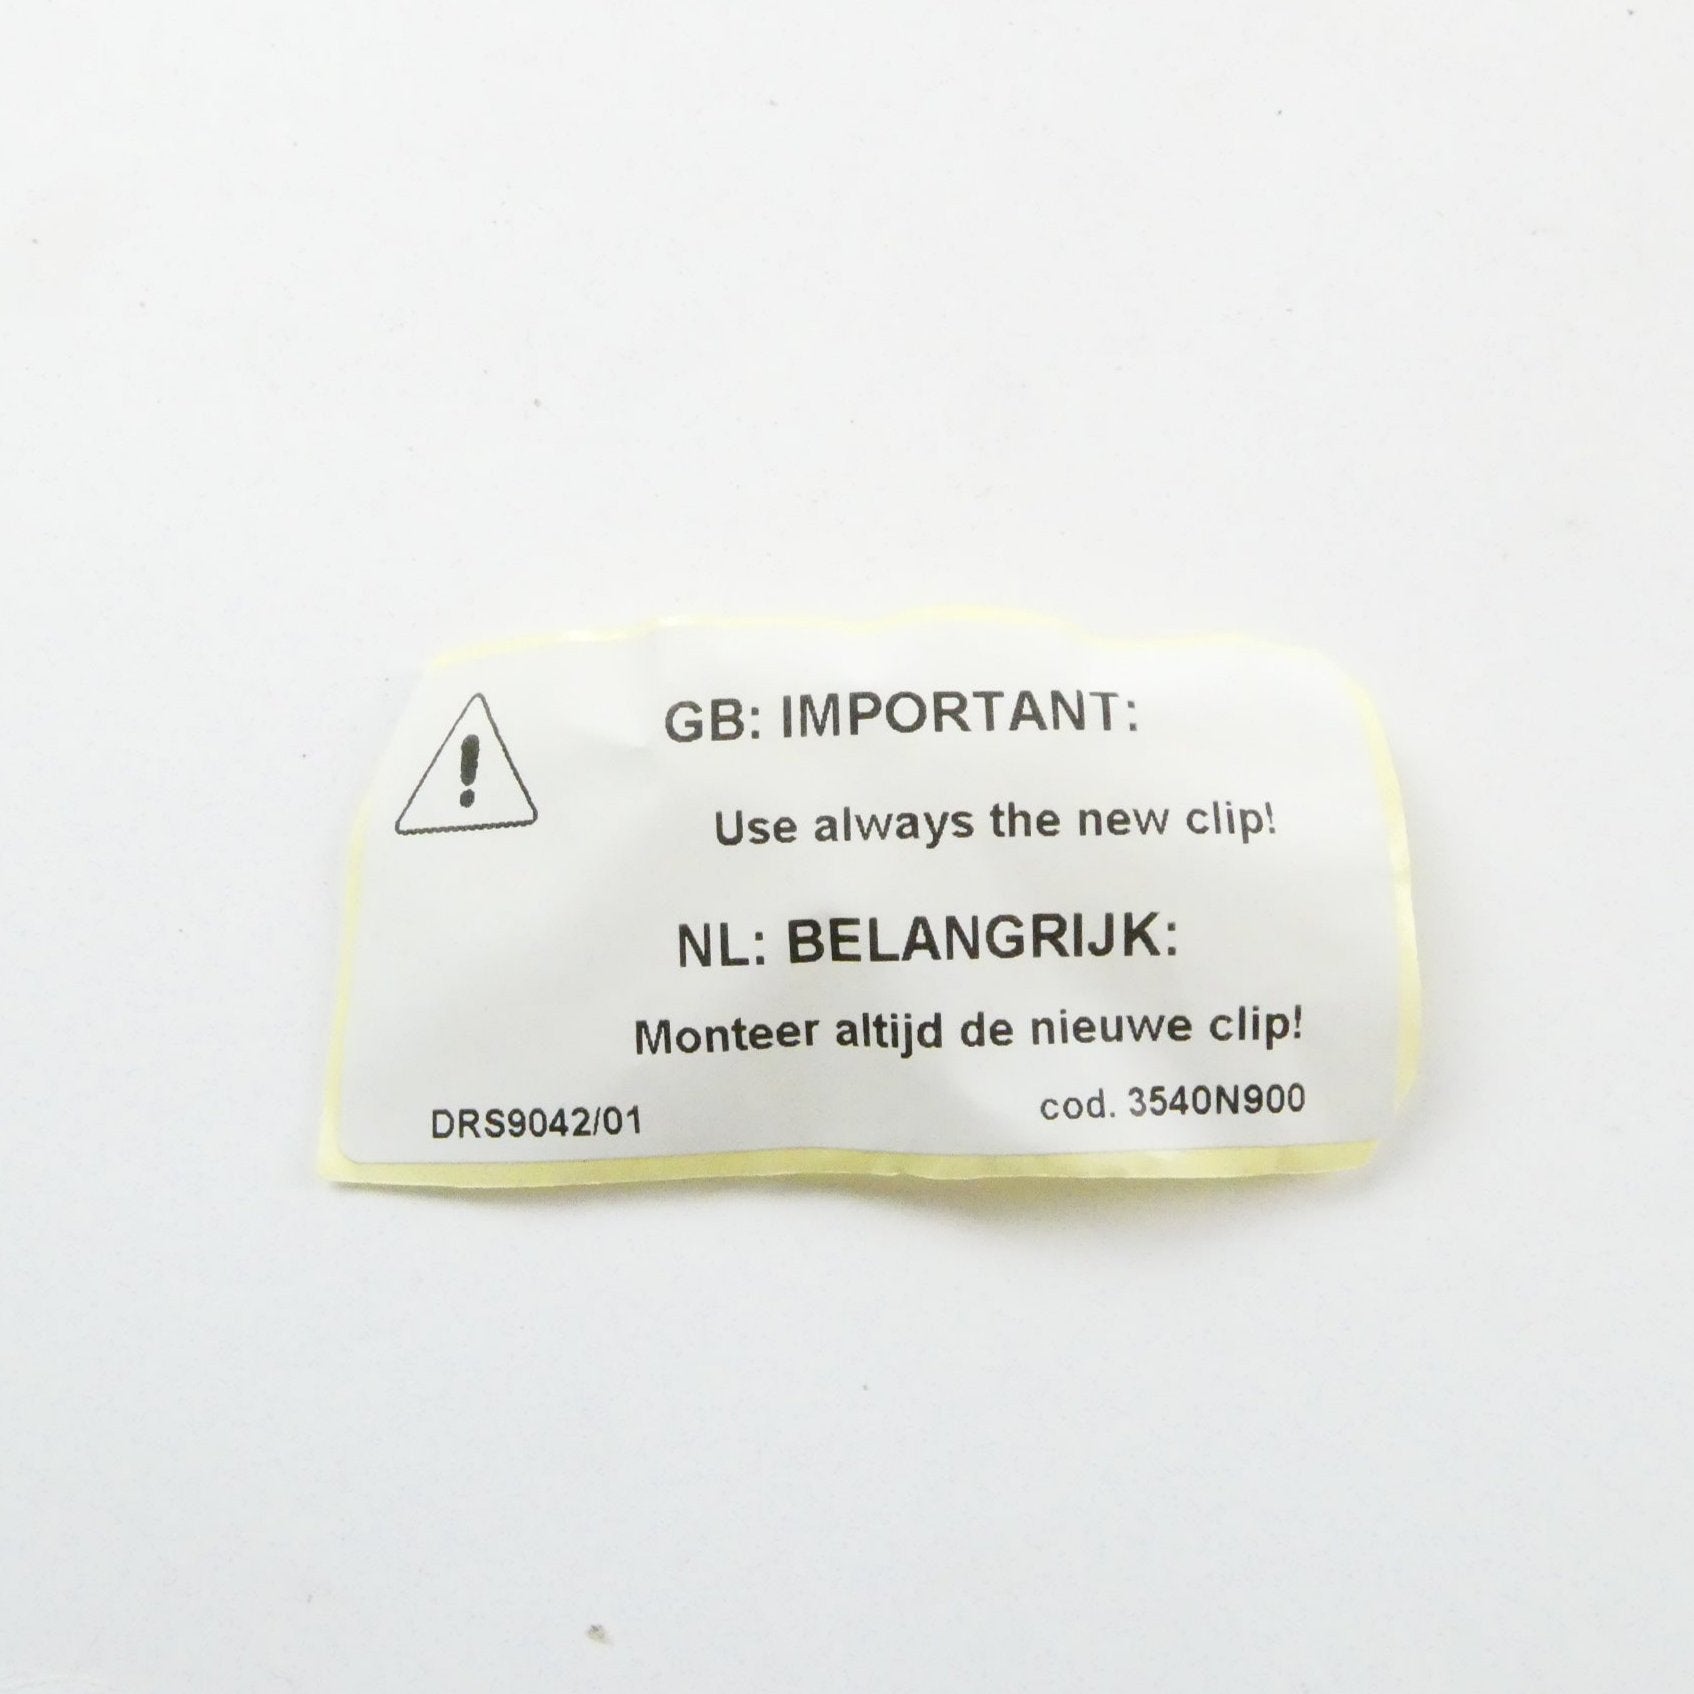 GB: IMPORTANT:
Use always the new clip!
NL: BELANGRIJK:
Monteer altijd de nieuwe clip!
DRS9042/01 cod. 3540N900